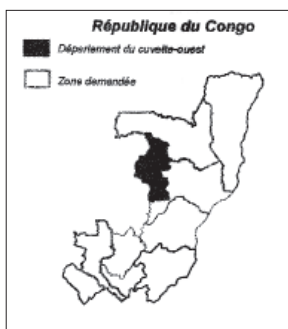 République du Congo
Département du cuvette-ouest
Zone demandée